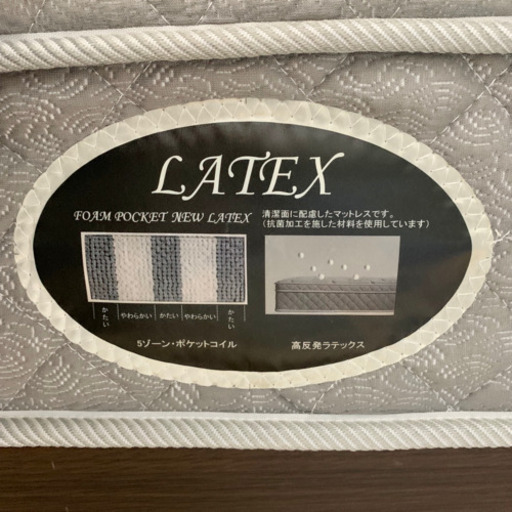 LATEX
FOAM POCKET NEW LATEX
清潔面に配慮したマットレスです。
(抗菌加工を施した材料を使用しています)
かたい
やわらかい
かたい
やわらかい
かたい
5ゾーン・ポケットコイル
高反発ラテックス